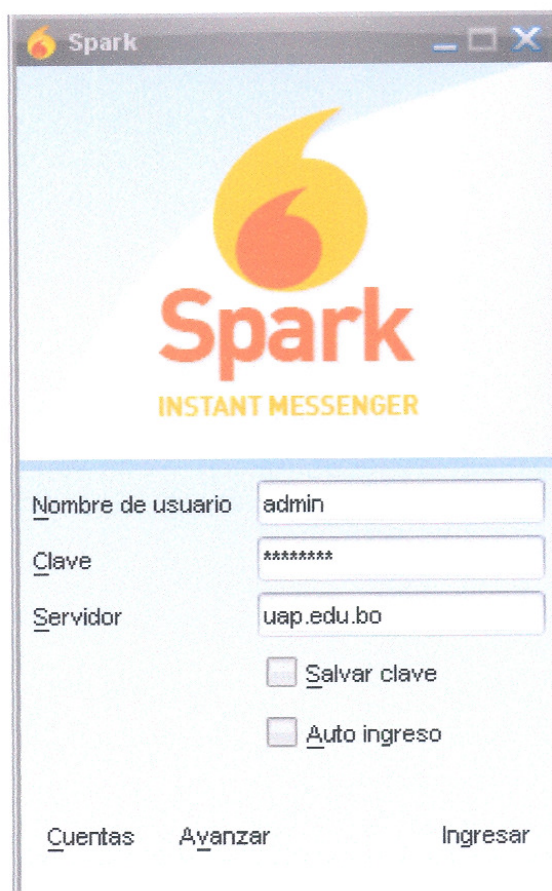 Spark
Spark
INSTANT MESSENGER
Nombre de usuario admin
Clave ********
Servidor uap.edu.bo
Salvar clave
Auto ingreso
Cuentas Avanzar Ingresar